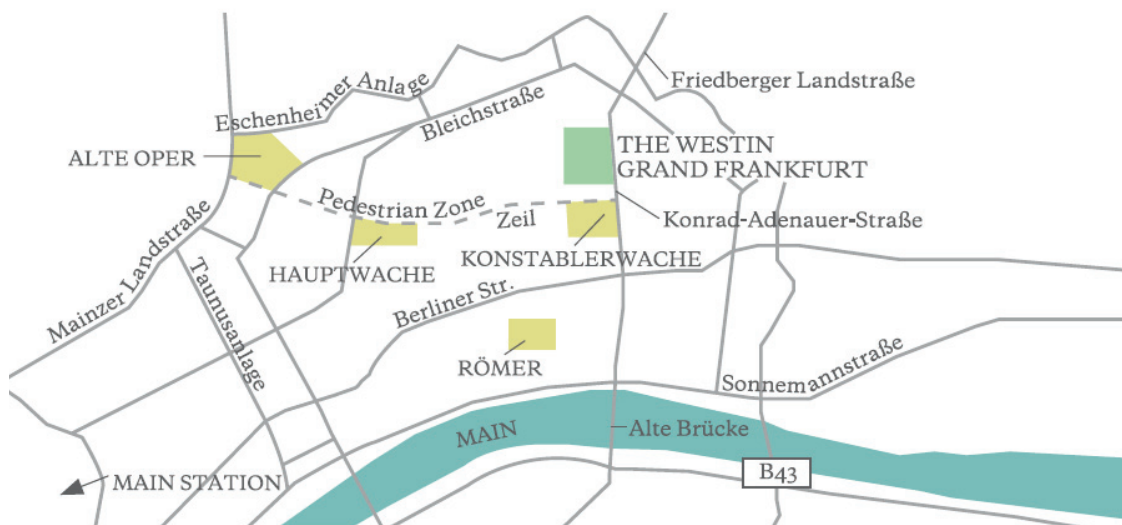 Friedberger Landstraße
Eschenheimer Anlage
Bleichstraße
THE WESTIN
GRAND FRANKFURT
ALTE OPER
Pedestrian Zone
Zeil
Konrad-Adenauer-Straße
Mainzer Landstraße
HAUPTWACHE
KONSTABLERWACHE
Taunusanlage
Berliner Str.
RÖMER
Sonnemannstraße
MAIN
Alte Brücke
B43
MAIN STATION